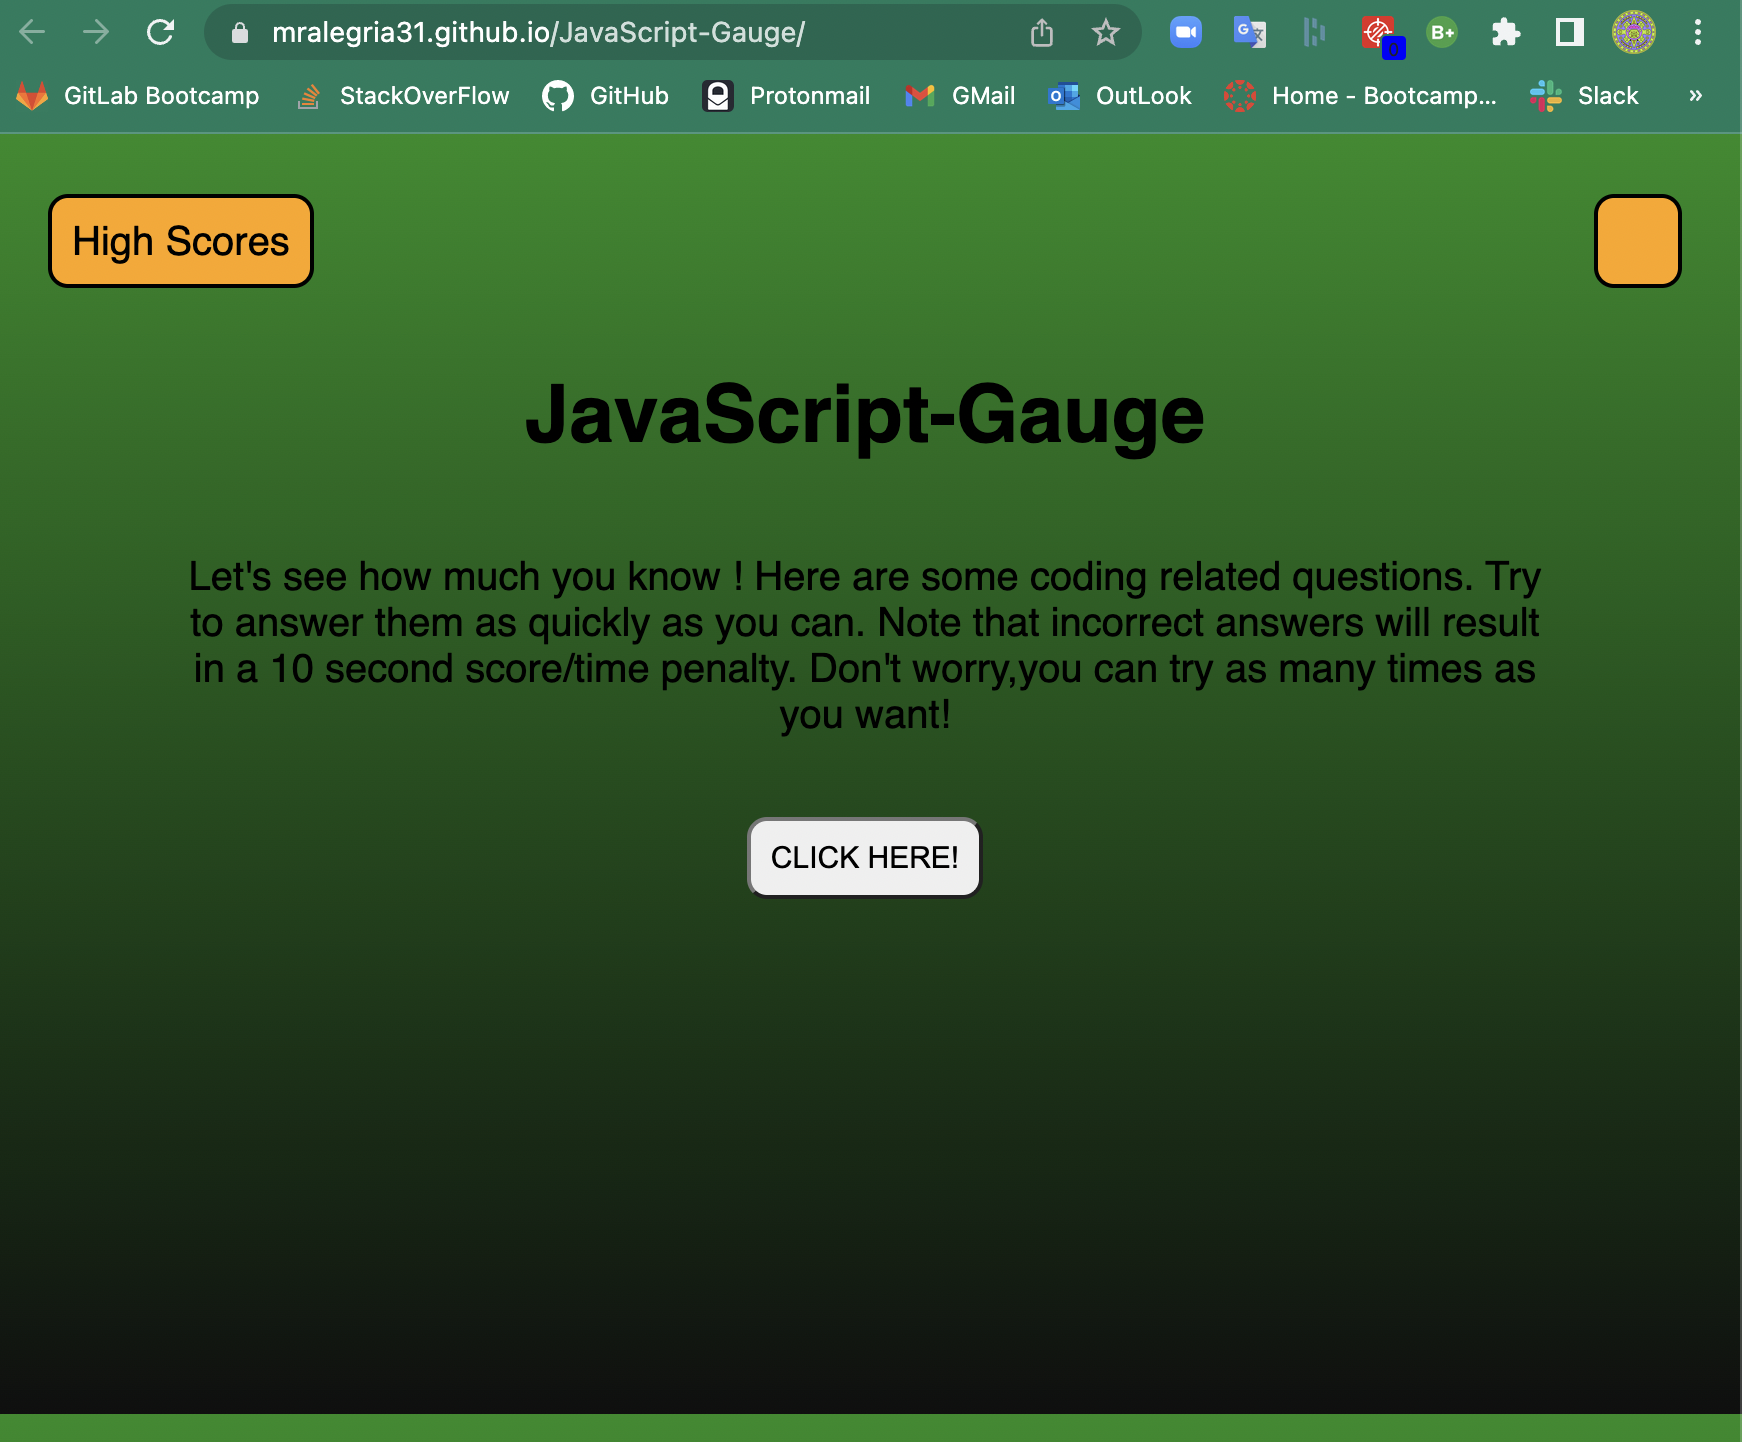 mralegria31.github.io/JavaScript-Gauge/
GitLab Bootcamp StackOverFlow GitHub Protonmail GMail OutLook Home - Bootcamp... Slack »
High Scores
JavaScript-Gauge
Let's see how much you know ! Here are some coding related questions. Try
to answer them as quickly as you can. Note that incorrect answers will result
in a 10 second score/time penalty. Don't worry,you can try as many times as
you want!
CLICK HERE!